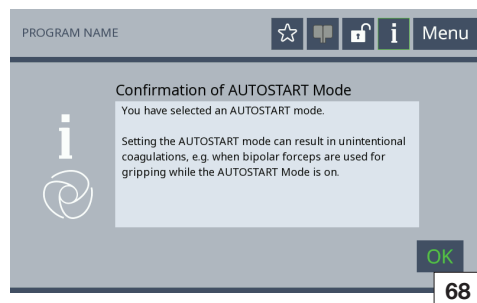 PROGRAM NAME
i
Menu
Confirmation of AUTOSTART Mode
You have selected an AUTOSTART mode.
Setting the AUTOSTART mode can result in unintentional
coagulations, e.g. when bipolar forceps are used for
gripping while the AUTOSTART Mode is on.
i
OK
68